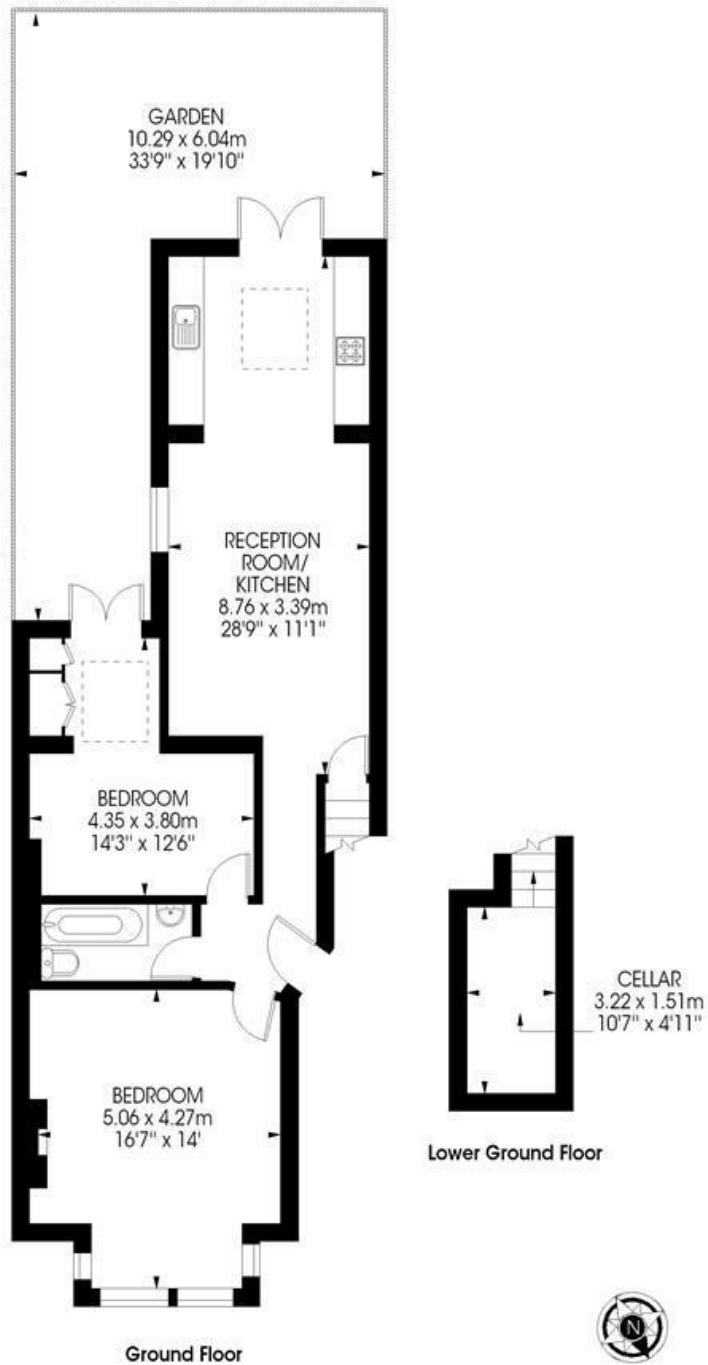 GARDEN
10.29 x 6.04m
33'9" x 19'10"
RECEPTION
ROOM/
KITCHEN
8.76 x 3.39m
28'9" x 11'1"
BEDROOM
4.35 x 3.80m
14'3" x 12'6"
BEDROOM
5.06 x 4.27m
16'7" x 14'
Ground Floor
CELLAR
3.22 x 1.51m
10'7" x 4'11"
Lower Ground Floor
N